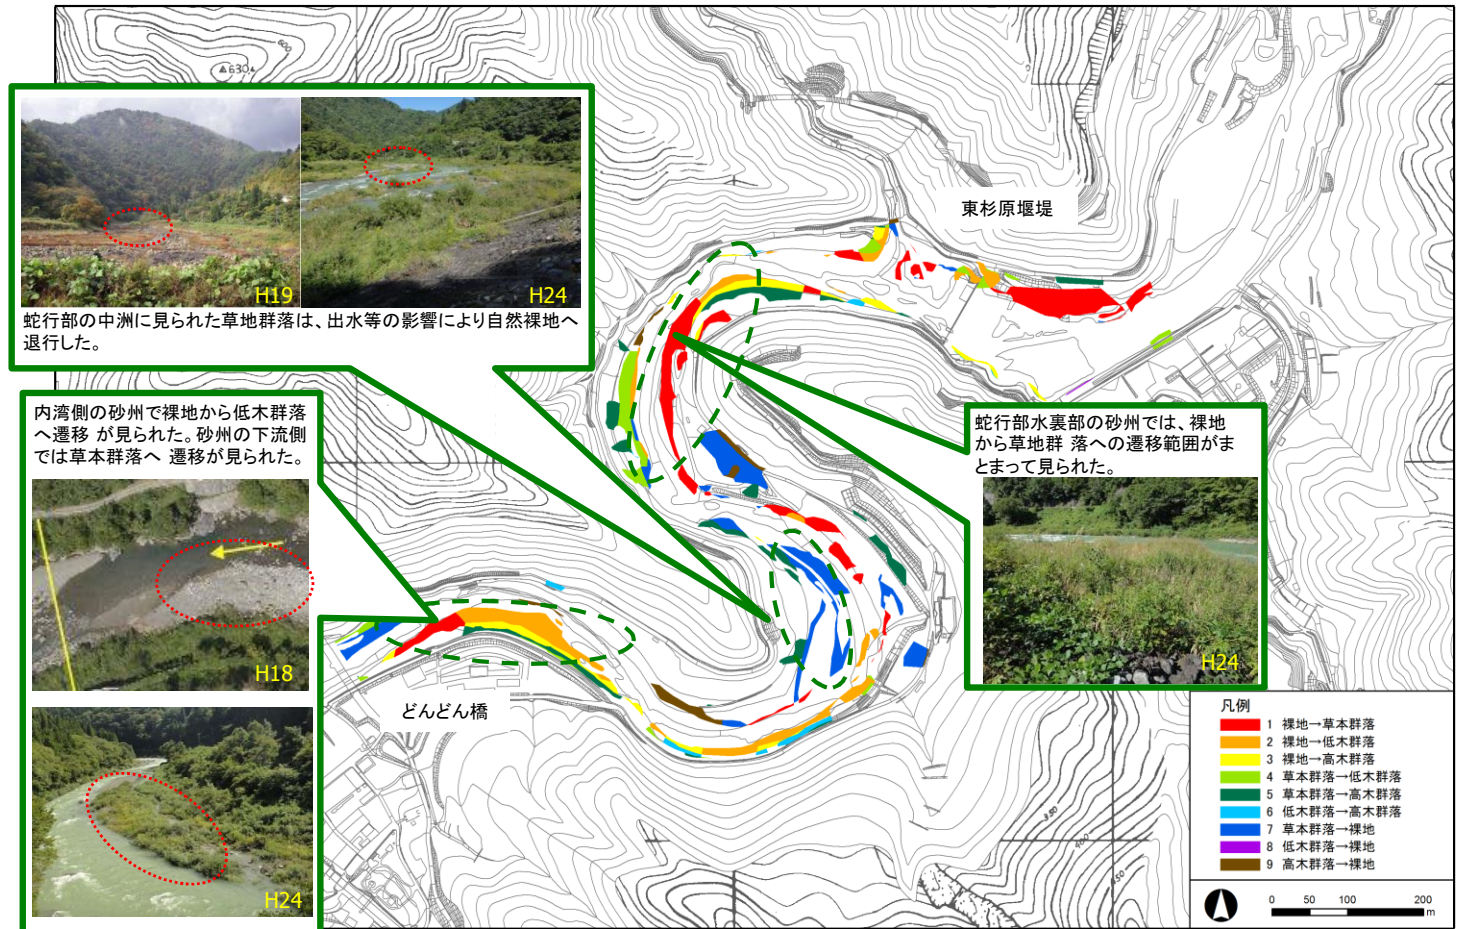 ▲630
600
H19
H24
蛇行部の中洲に見られた草地群落は、出水等の影響により自然裸地へ
退行した。
東杉原堰堤
内湾側の砂州で裸地から低木群落
へ遷移 が見られた。砂州の下流側
では草本群落へ 遷移が見られた。
H18
H24
蛇行部水裏部の砂州では、裸地
から草地群 落への遷移範囲がま
とまって見られた。
H24
どんどん橋
凡例
1 裸地→草本群落
2 裸地→低木群落
3 裸地→高木群落
4 草本群落→低木群落
5 草本群落→高木群落
6 低木群落→高木群落
7 草本群落→裸地
8 低木群落→裸地
9 高木群落→裸地
350
400
450
0 50 100 200
m